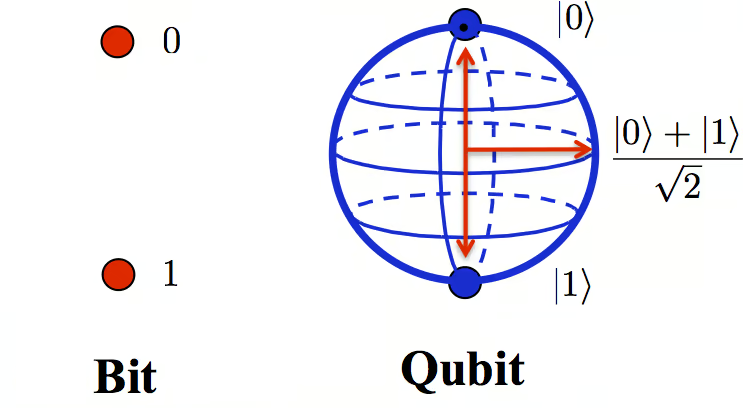 0
|0⟩
|0⟩ + |1⟩
√2
1
|1⟩
Bit
Qubit